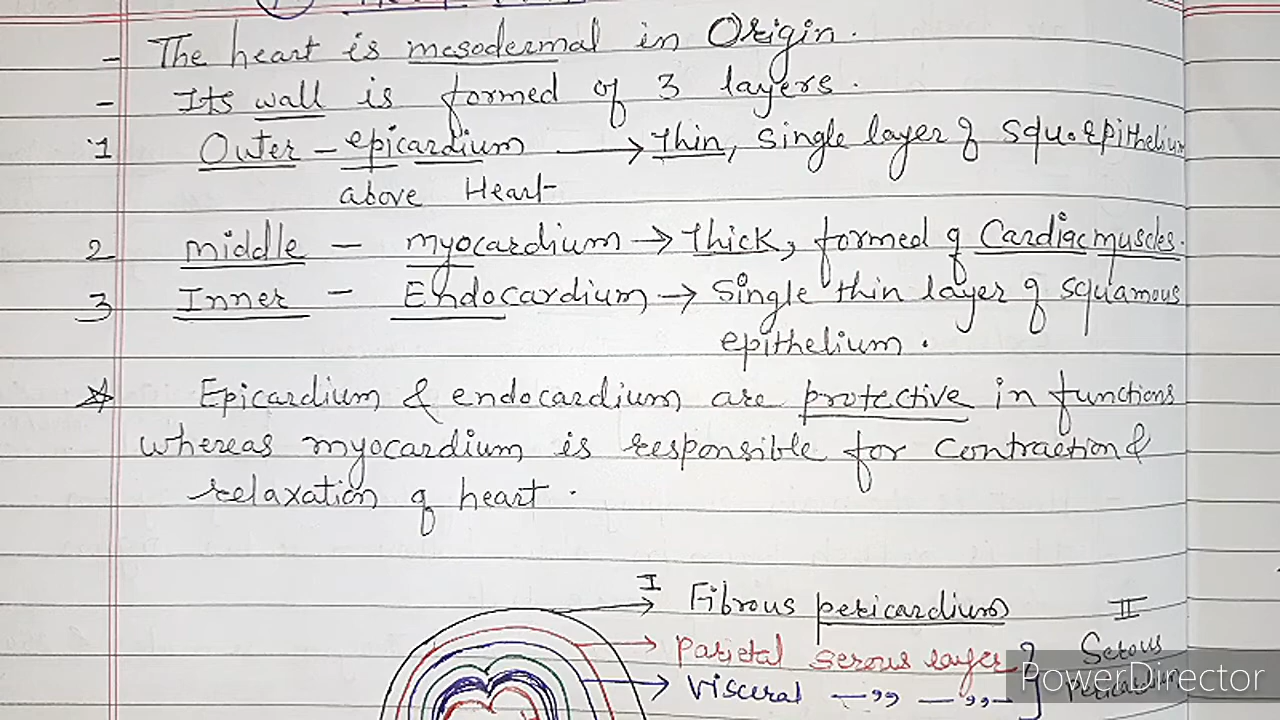 - The heart is mesodermal in Origin.
- Its wall is formed of 3 layers.
1 Outer - epicardium → thin, single layer of squ. epithelium
above Heart
2 middle - myocardium → thick, formed of Cardiac muscles.
3 Inner - Endocardium → single thin layer of squamous
epithelium.
☆ Epicardium & endocardium are protective in functions
whereas myocardium is responsible for contraction &
relaxation of heart.
I → Fibrous pericardium II
→ Parietal serous layer Serous
→ Visceral —,,— —,,—
PowerDirector